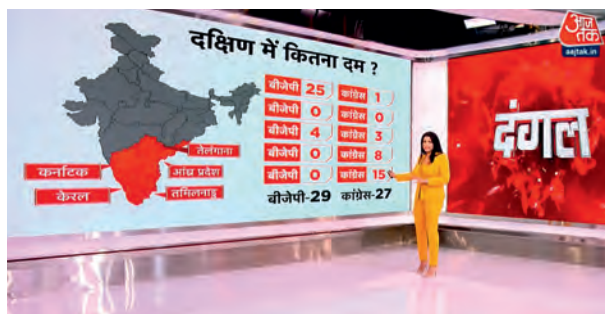 दक्षिण में कितना दम ?
आज तक
aajtak.in
बीजेपी 25 कांग्रेस 1
बीजेपी 0 कांग्रेस 0
बीजेपी 4 कांग्रेस 3
बीजेपी 0 कांग्रेस 8
बीजेपी 0 कांग्रेस 15
बीजेपी-29 कांग्रेस-27
तेलंगाना
कर्नाटक
आंध्र प्रदेश
केरल
तमिलनाडु
दंगल